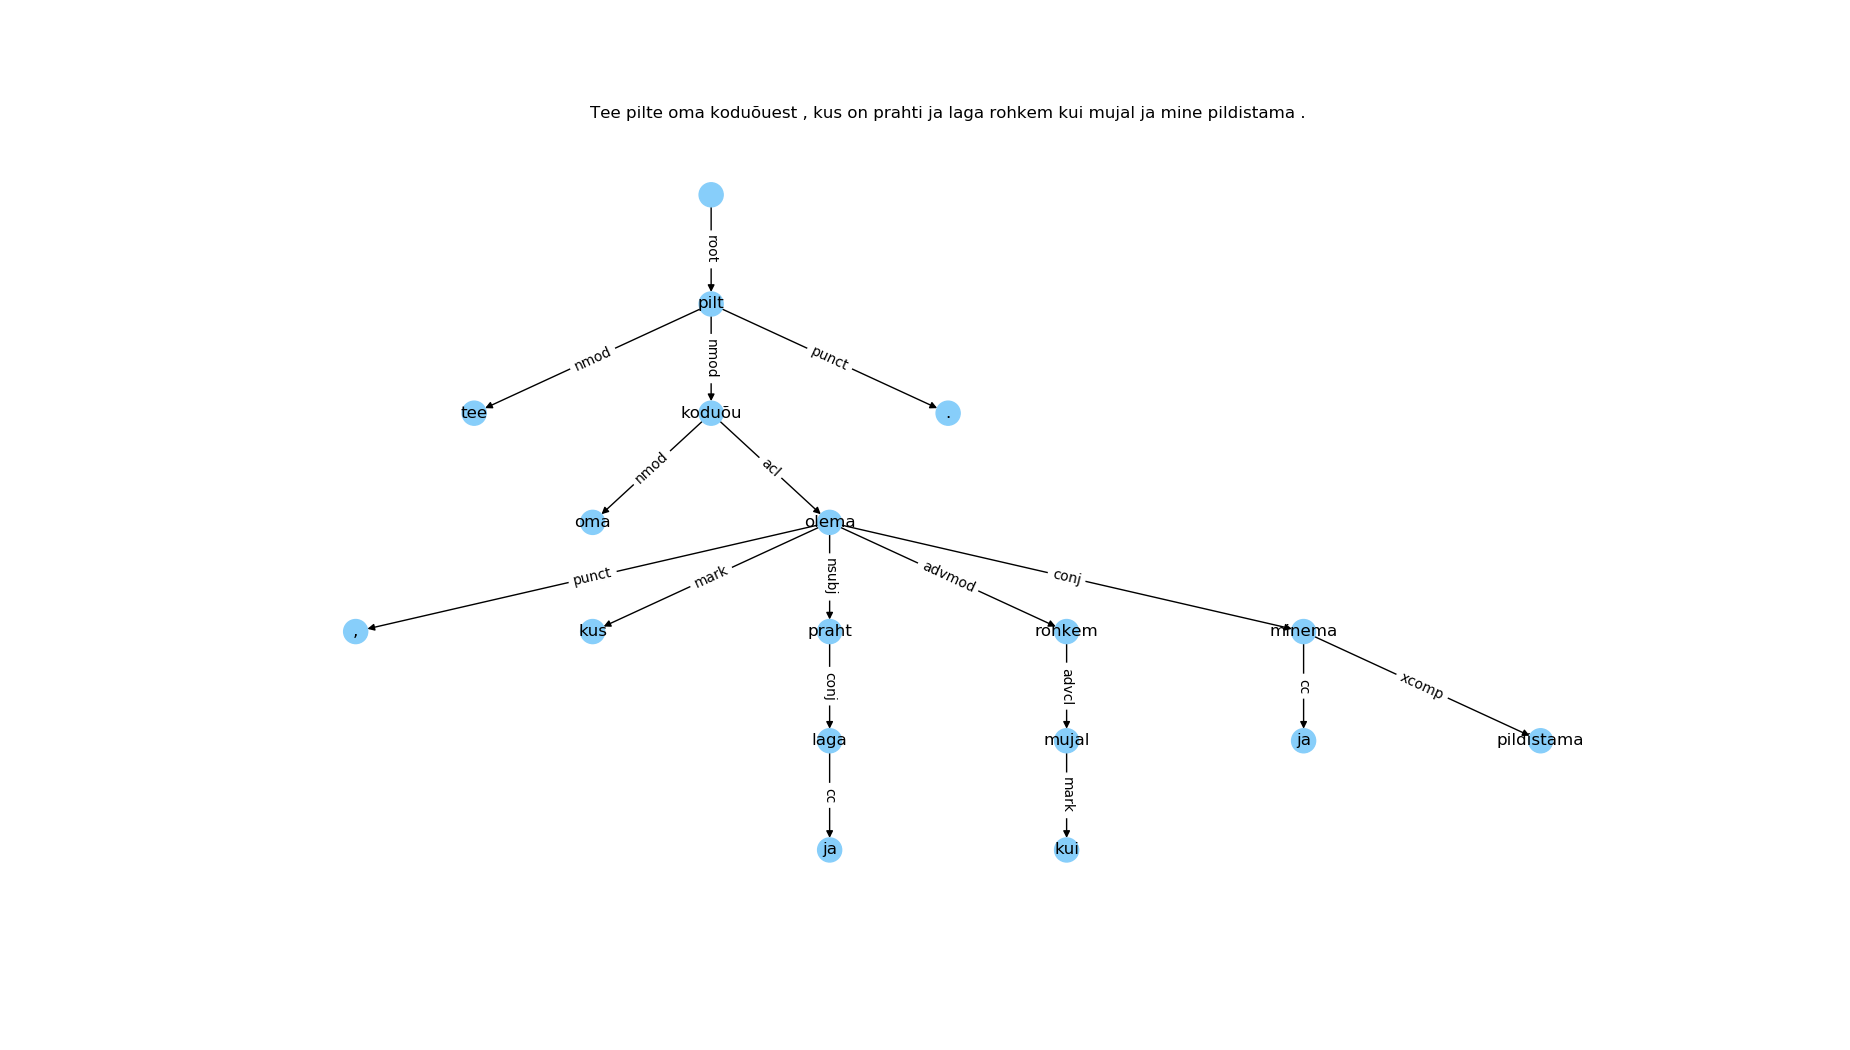 Tee pilte oma koduõuest , kus on prahti ja laga rohkem kui mujal ja mine pildistama .
root
pilt
nmod nmod punct
tee koduõu .
nmod acl
oma olema
punct mark nsubj advmod conj
, kus praht rohkem minema
conj advcl cc xcomp
laga mujal ja pildistama
cc mark
ja kui